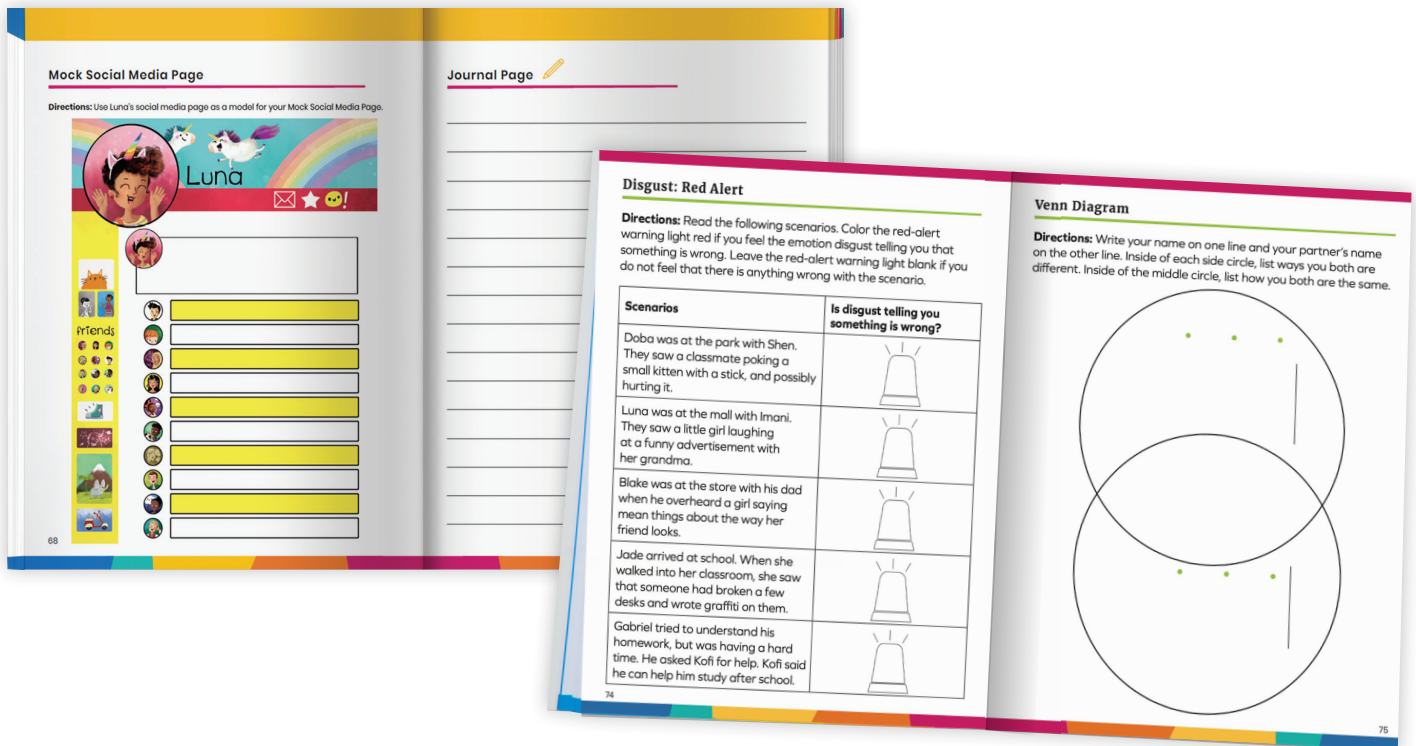 Mock Social Media Page
Directions: Use Luna's social media page as a model for your Mock Social Media Page.
Luna
friends
68
Journal Page
Disgust: Red Alert
Directions: Read the following scenarios. Color the red-alert
warning light red if you feel the emotion disgust telling you that
something is wrong. Leave the red-alert warning light blank if you
do not feel that there is anything wrong with the scenario.
Scenarios
Is disgust telling you
something is wrong?
Doba was at the park with Shen.
They saw a classmate poking a
small kitten with a stick, and possibly
hurting it.
Luna was at the mall with Imani.
They saw a little girl laughing
at a funny advertisement with
her grandma.
Blake was at the store with his dad
when he overheard a girl saying
mean things about the way her
friend looks.
Jade arrived at school. When she
walked into her classroom, she saw
that someone had broken a few
desks and wrote graffiti on them.
Gabriel tried to understand his
homework, but was having a hard
time. He asked Kofi for help. Kofi said
he can help him study after school.
74
Venn Diagram
Directions: Write your name on one line and your partner's name
on the other line. Inside of each side circle, list ways you both are
different. Inside of the middle circle, list how you both are the same.
75